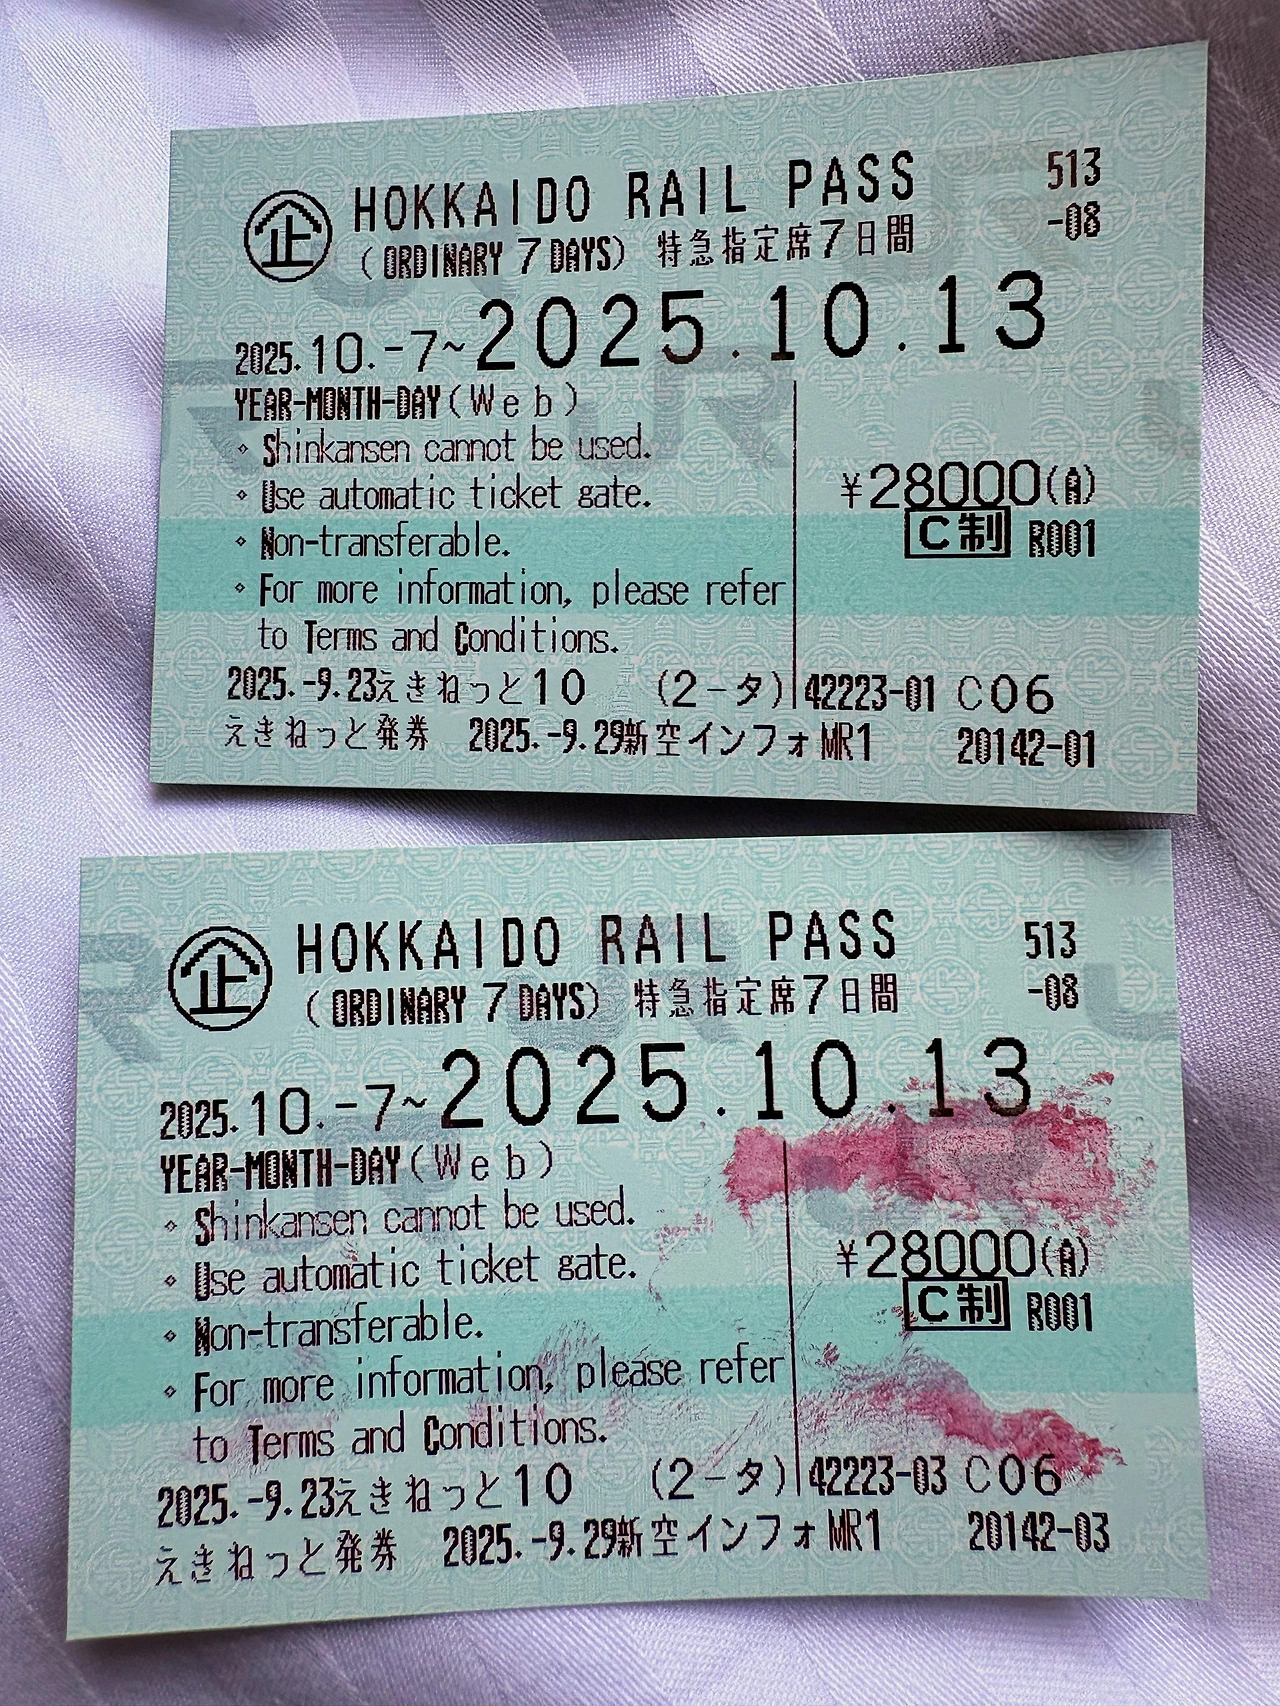 企 HOKKAIDO RAIL PASS 513
(ORDINARY 7 DAYS) 特急指定席7日間 -08
2025.10.-7~2025.10.13
YEAR-MONTH-DAY(Web)
・Shinkansen cannot be used.
・Use automatic ticket gate. ¥28000(A)
・Non-transferable. C制 R001
・For more information, please refer
to Terms and Conditions.
2025.-9.23えきねっと10 (2-タ) 42223-01 C06
えきねっと発券 2025.-9.29新空インフォMR1 20142-01
企 HOKKAIDO RAIL PASS 513
(ORDINARY 7 DAYS) 特急指定席7日間 -08
2025.10.-7~2025.10.13
YEAR-MONTH-DAY(Web)
・Shinkansen cannot be used.
・Use automatic ticket gate. ¥28000(A)
・Non-transferable. C制 R001
・For more information, please refer
to Terms and Conditions.
2025.-9.23えきねっと10 (2-タ) 42223-03 C06
えきねっと発券 2025.-9.29新空インフォMR1 20142-03